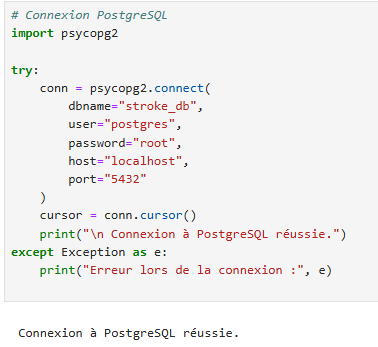 # Connexion PostgreSQL
import psycopg2

try:
    conn = psycopg2.connect(
        dbname="stroke_db",
        user="postgres",
        password="root",
        host="localhost",
        port="5432"
    )
    cursor = conn.cursor()
    print("\n Connexion à PostgreSQL réussie.")
except Exception as e:
    print("Erreur lors de la connexion :", e)

 Connexion à PostgreSQL réussie.